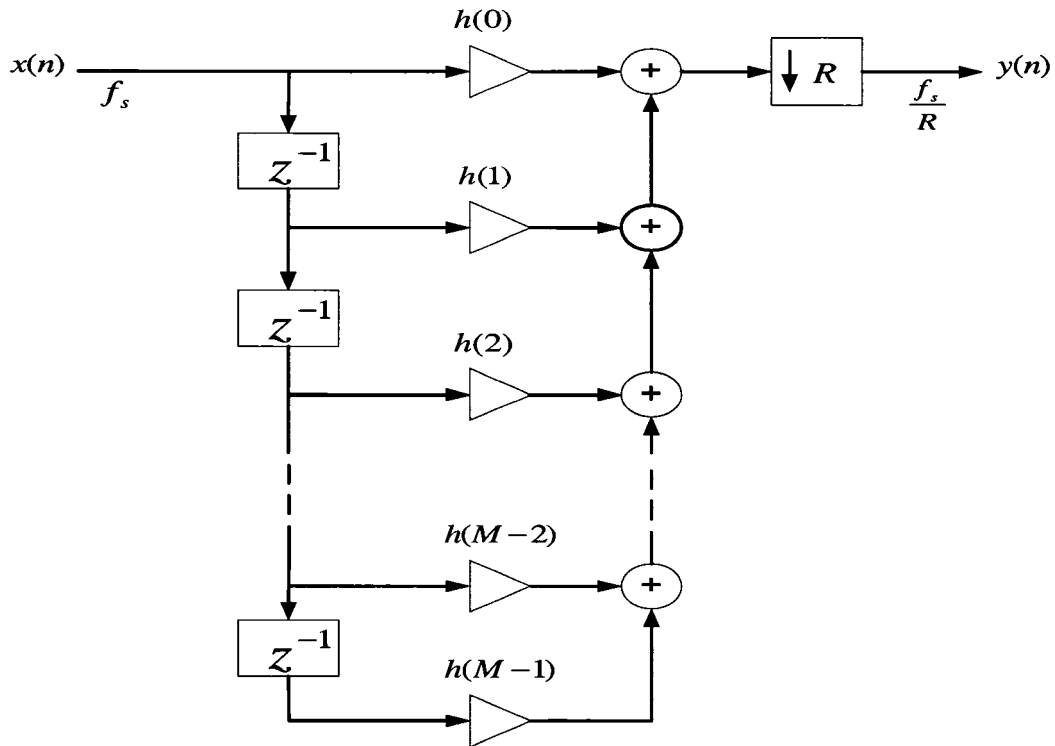 h(0)
x(n)
f_s
+
↓ R
y(n)
f_s/R
z^{-1}
h(1)
+
z^{-1}
h(2)
+
h(M-2)
+
z^{-1}
h(M-1)